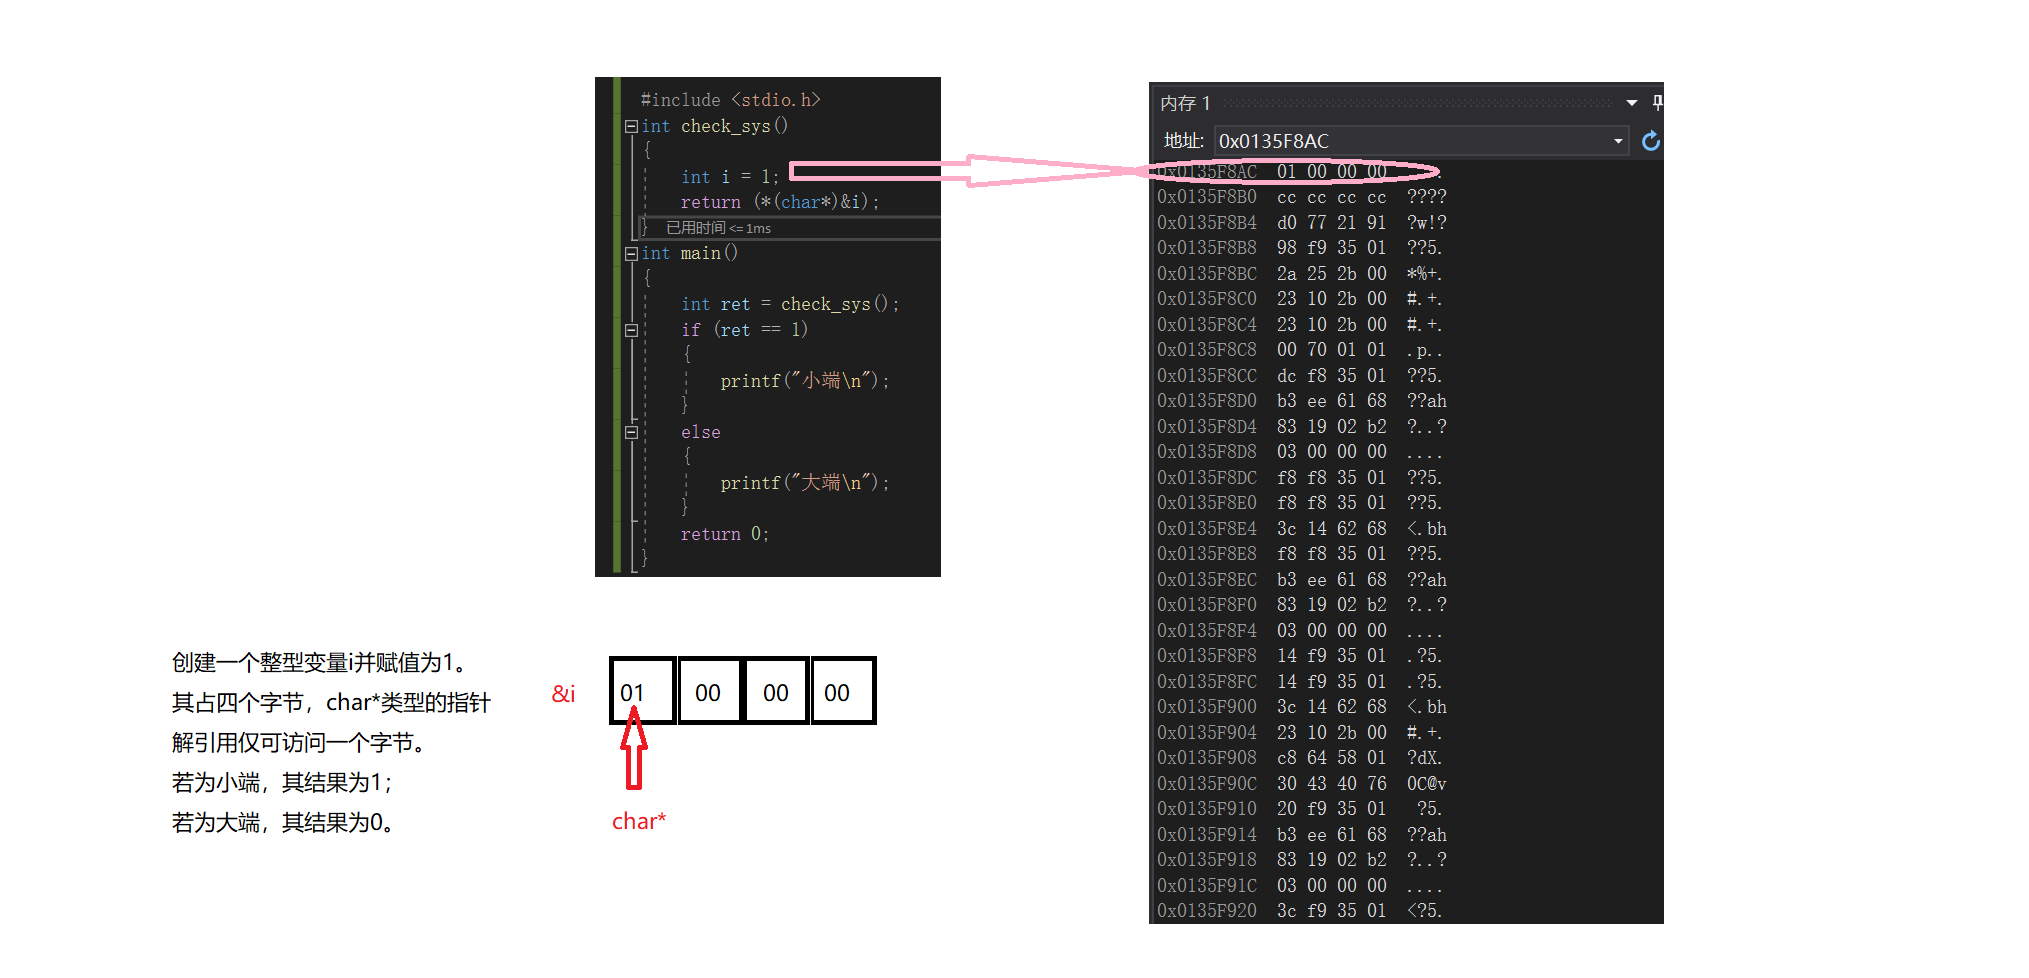 #include <stdio.h>
int check_sys()
{
int i = 1;
return (*(char*)&i);
} 已用时间 <= 1ms
int main()
{
int ret = check_sys();
if (ret == 1)
{
printf("小端\n");
}
else
{
printf("大端\n");
}
return 0;
}
内存 1
地址: 0x0135F8AC
0x0135F8AC 01 00 00 00 .
0x0135F8B0 cc cc cc cc ????
0x0135F8B4 d0 77 21 91 ?w!?
0x0135F8B8 98 f9 35 01 ??5.
0x0135F8BC 2a 25 2b 00 *%+.
0x0135F8C0 23 10 2b 00 #.+.
0x0135F8C4 23 10 2b 00 #.+.
0x0135F8C8 00 70 01 01 .p..
0x0135F8CC dc f8 35 01 ??5.
0x0135F8D0 b3 ee 61 68 ??ah
0x0135F8D4 83 19 02 b2 ?..?
0x0135F8D8 03 00 00 00 ....
0x0135F8DC f8 f8 35 01 ??5.
0x0135F8E0 f8 f8 35 01 ??5.
0x0135F8E4 3c 14 62 68 <.bh
0x0135F8E8 f8 f8 35 01 ??5.
0x0135F8EC b3 ee 61 68 ??ah
0x0135F8F0 83 19 02 b2 ?..?
0x0135F8F4 03 00 00 00 ....
0x0135F8F8 14 f9 35 01 .?5.
0x0135F8FC 14 f9 35 01 .?5.
0x0135F900 3c 14 62 68 <.bh
0x0135F904 23 10 2b 00 #.+.
0x0135F908 c8 64 58 01 ?dX.
0x0135F90C 30 43 40 76 0C@v
0x0135F910 20 f9 35 01 ?5.
0x0135F914 b3 ee 61 68 ??ah
0x0135F918 83 19 02 b2 ?..?
0x0135F91C 03 00 00 00 ....
0x0135F920 3c f9 35 01 <?5.
创建一个整型变量i并赋值为1。
其占四个字节，char*类型的指针
解引用仅可访问一个字节。
若为小端，其结果为1；
若为大端，其结果为0。
&i 01 00 00 00
char*